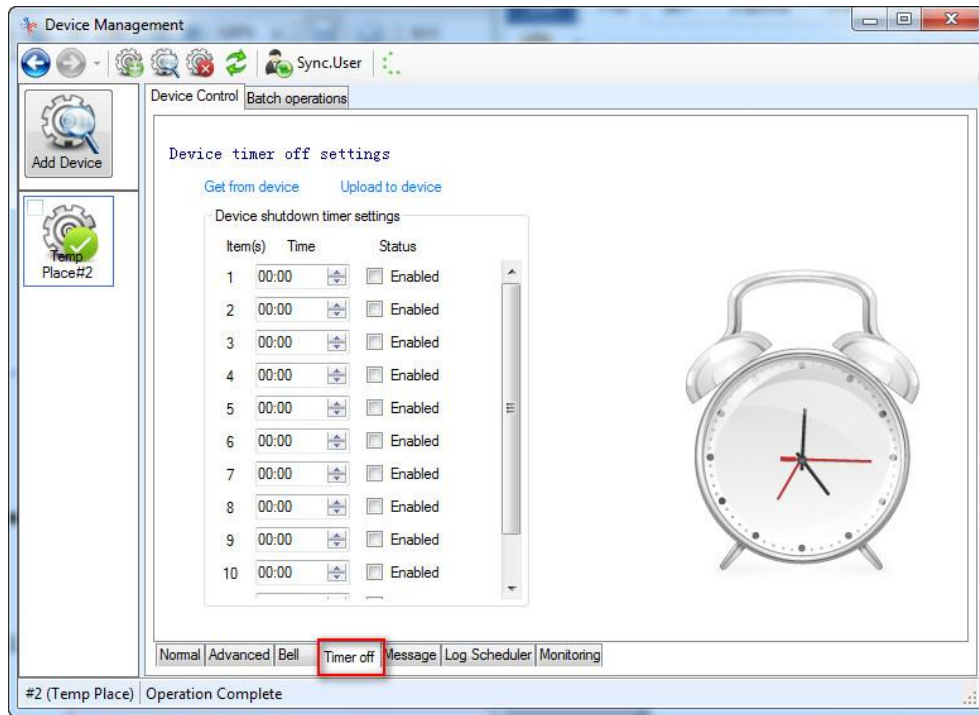 Device Management
Sync.User
Device Control Batch operations
Add Device
Temp
Place#2
Device timer off settings
Get from device Upload to device
Device shutdown timer settings
Item(s) Time Status
1 00:00 Enabled
2 00:00 Enabled
3 00:00 Enabled
4 00:00 Enabled
5 00:00 Enabled
6 00:00 Enabled
7 00:00 Enabled
8 00:00 Enabled
9 00:00 Enabled
10 00:00 Enabled
Normal Advanced Bell Timer off Message Log Scheduler Monitoring
#2 (Temp Place) Operation Complete